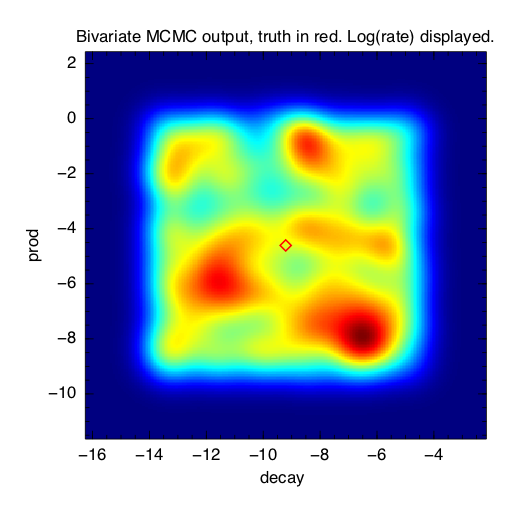 Bivariate MCMC output, truth in red. Log(rate) displayed.
2
0
−2
−4
−6
−8
−10
prod
−16 −14 −12 −10 −8 −6 −4
decay